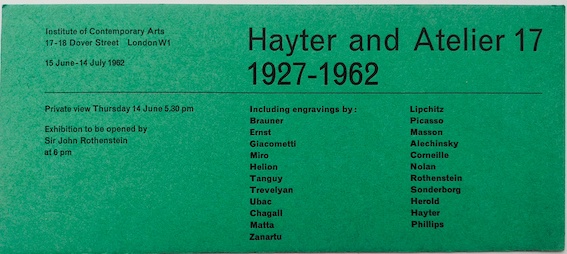 Institute of Contemporary Arts
17-18 Dover Street London W1
15 June-14 July 1962
Hayter and Atelier 17
1927-1962
Private view Thursday 14 June 5.30 pm
Exhibition to be opened by
Sir John Rothenstein
at 6 pm
Including engravings by:
Brauner
Ernst
Giacometti
Miro
Helion
Tanguy
Trevelyan
Ubac
Chagall
Matta
Zanartu
Lipchitz
Picasso
Masson
Alechinsky
Corneille
Nolan
Rothenstein
Sonderborg
Herold
Hayter
Phillips